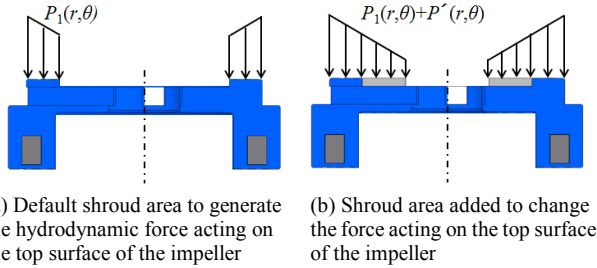 P₁(r,θ)
P₁(r,θ)+P´(r,θ)
) Default shroud area to generate
e hydrodynamic force acting on
e top surface of the impeller
(b) Shroud area added to change
the force acting on the top surface
of the impeller